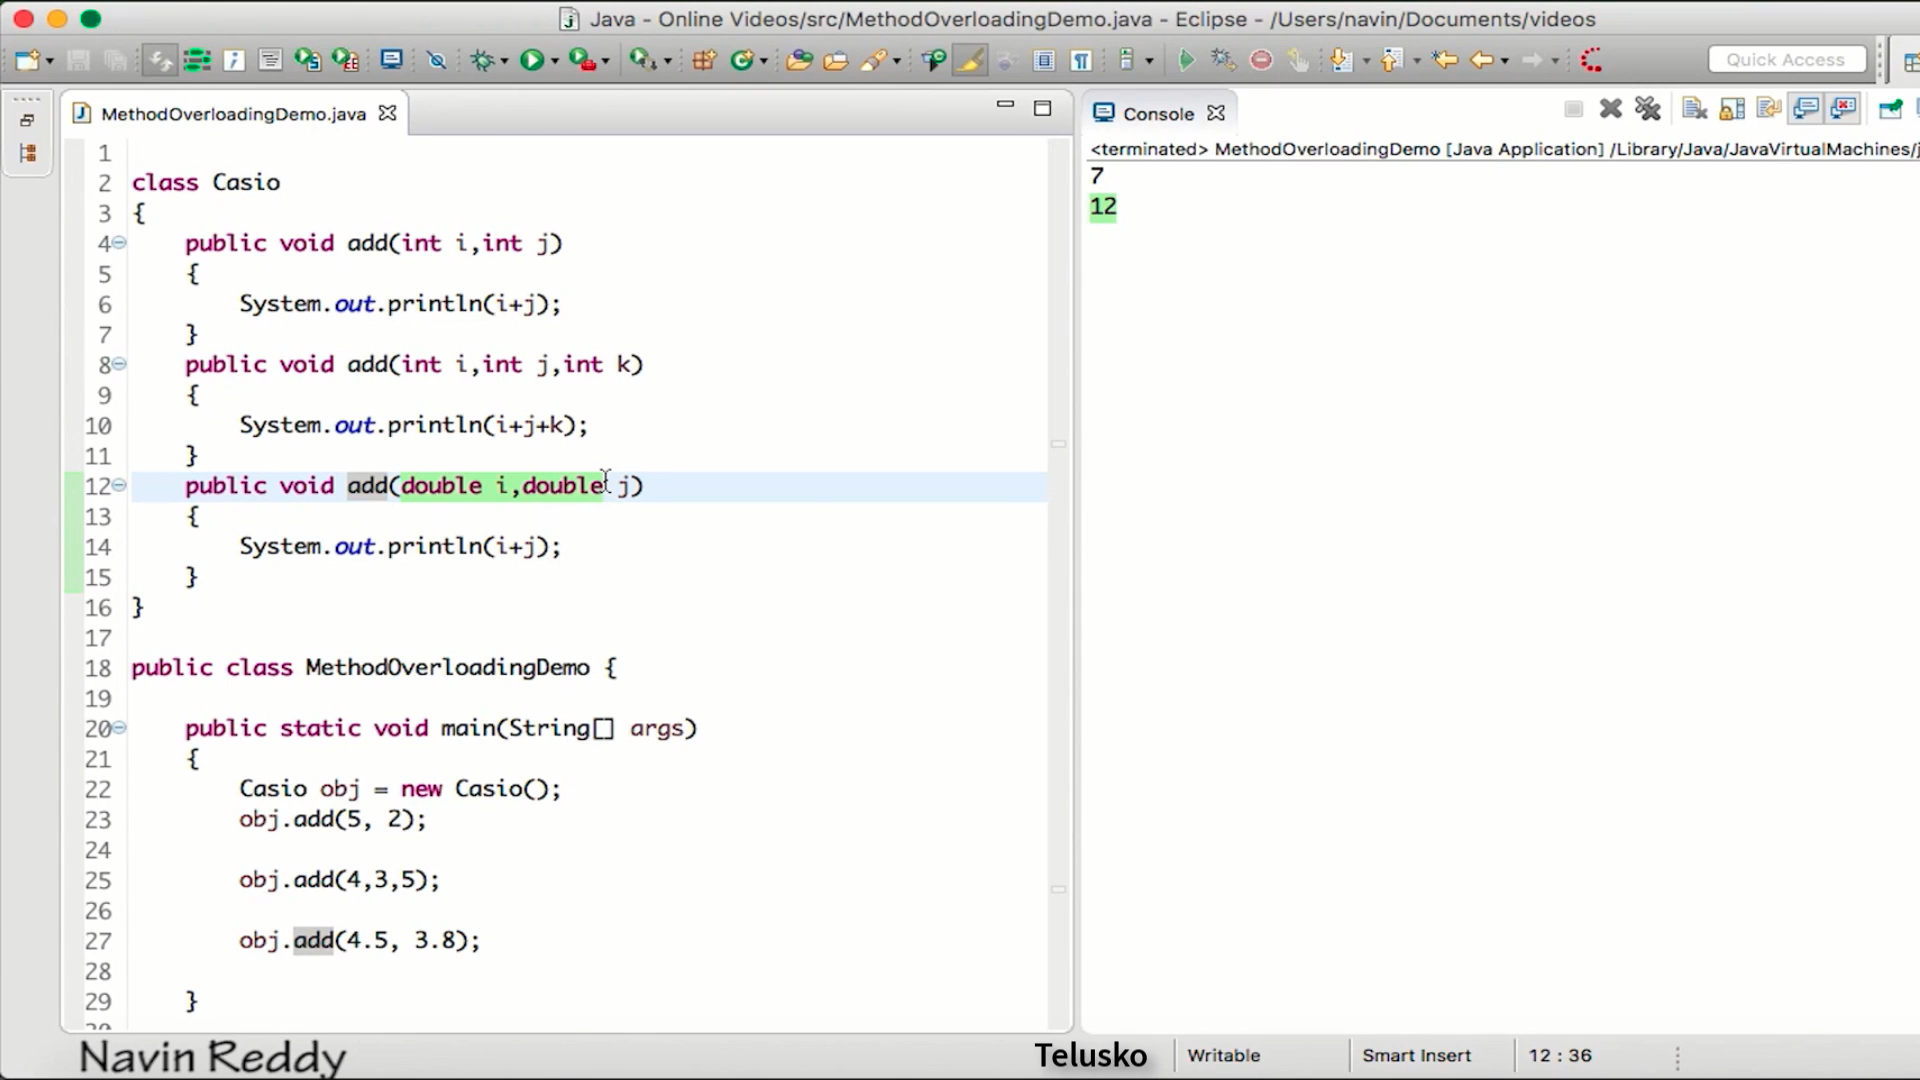 Java - Online Videos/src/MethodOverloadingDemo.java - Eclipse - /Users/navin/Documents/videos
Quick Access
MethodOverloadingDemo.java
Console
<terminated> MethodOverloadingDemo [Java Application] /Library/Java/JavaVirtualMachines/j
7
12
1
2 class Casio
3 {
4 public void add(int i,int j)
5 {
6 System.out.println(i+j);
7 }
8 public void add(int i,int j,int k)
9 {
10 System.out.println(i+j+k);
11 }
12 public void add(double i,double j)
13 {
14 System.out.println(i+j);
15 }
16 }
17
18 public class MethodOverloadingDemo {
19
20 public static void main(String[] args)
21 {
22 Casio obj = new Casio();
23 obj.add(5, 2);
24
25 obj.add(4,3,5);
26
27 obj.add(4.5, 3.8);
28
29 }
Navin Reddy
Telusko
Writable
Smart Insert
12 : 36